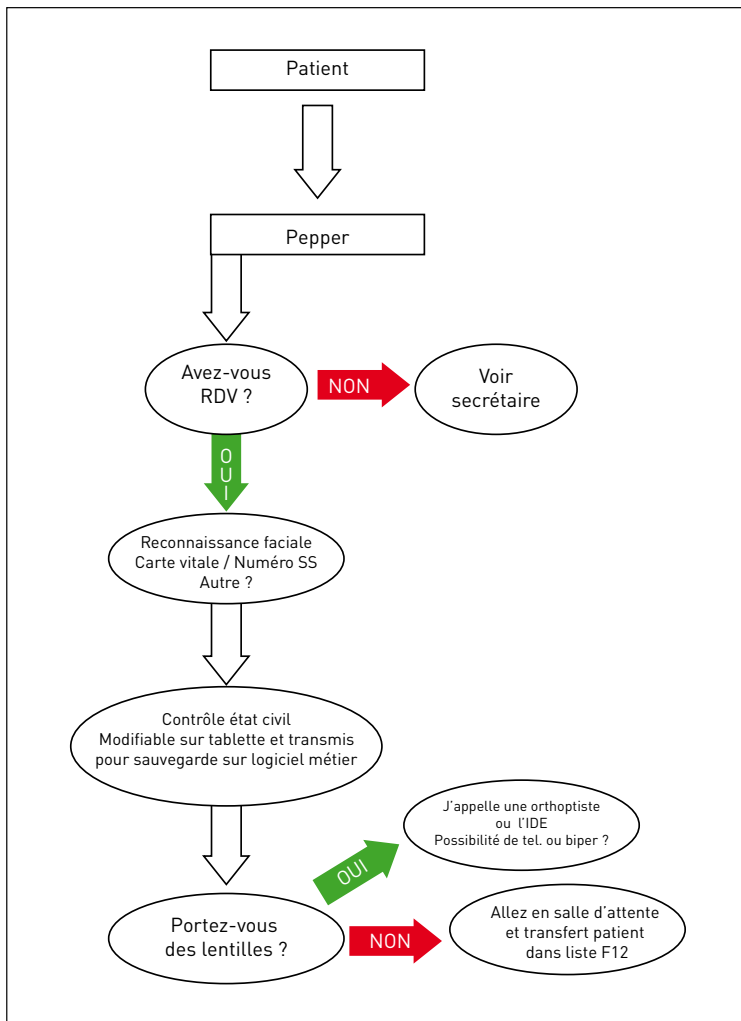 Patient
Pepper
Avez-vous
RDV ?
NON
Voir
secrétaire
OUI
Reconnaissance faciale
Carte vitale / Numéro SS
Autre ?
Contrôle état civil
Modifiable sur tablette et transmis
pour sauvegarde sur logiciel métier
J'appelle une orthoptiste
ou l'IDE
Possibilité de tel. ou biper ?
OUI
Portez-vous
des lentilles ?
NON
Allez en salle d'attente
et transfert patient
dans liste F12